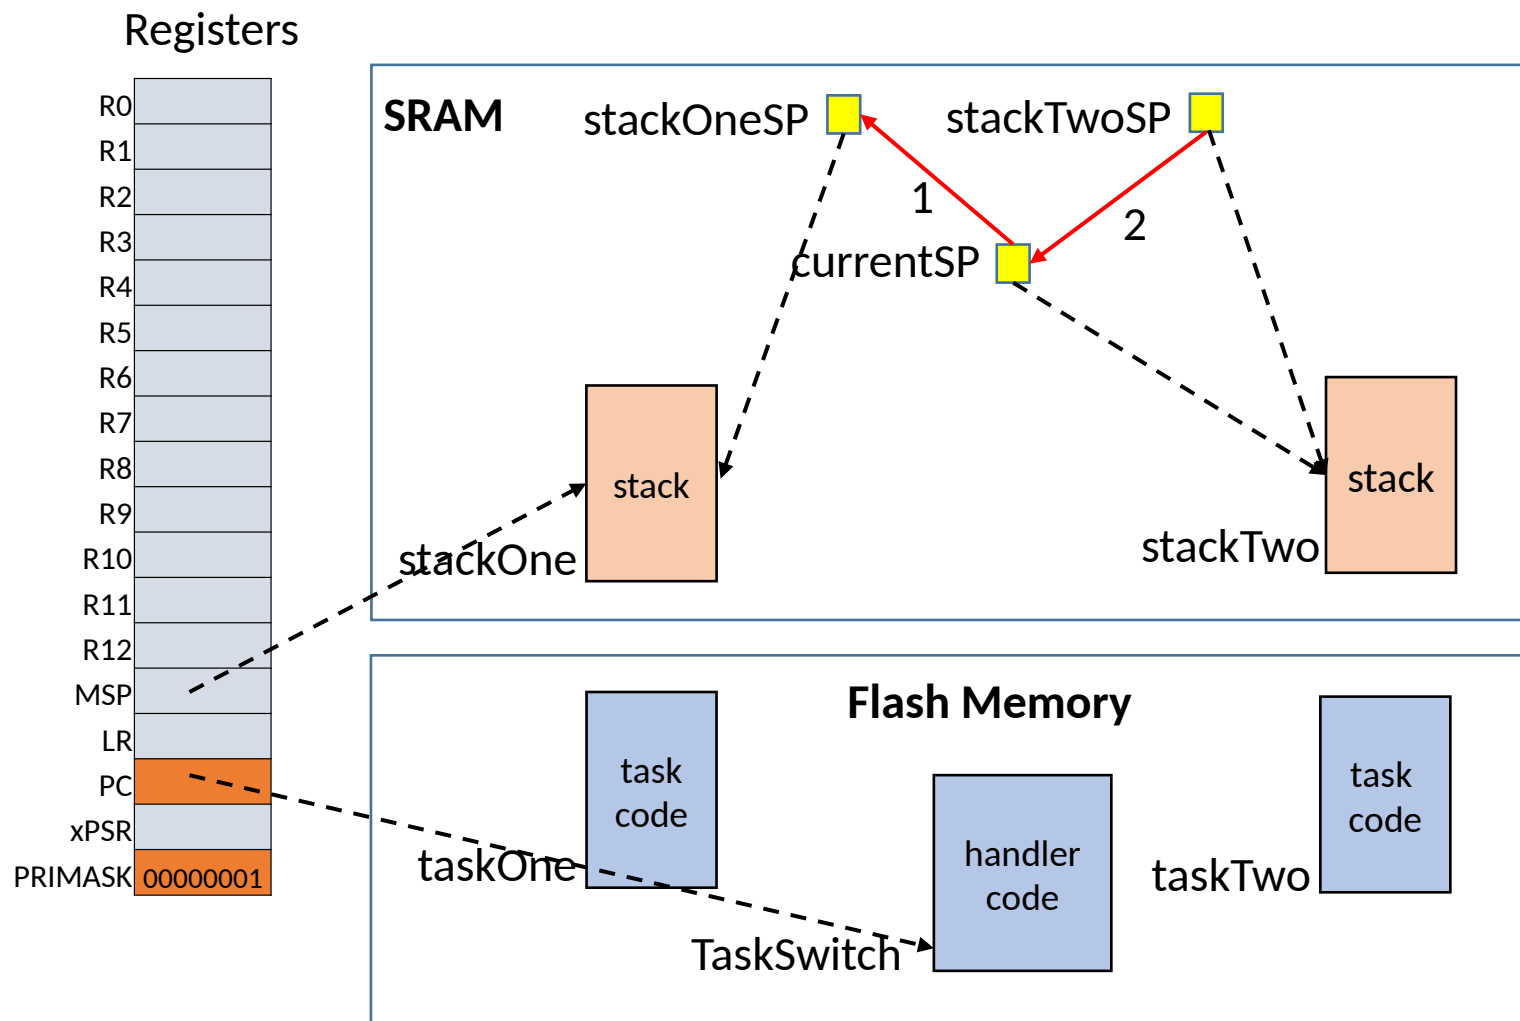 Registers
R0
R1
R2
R3
R4
R5
R6
R7
R8
R9
R10
R11
R12
MSP
LR
PC
xPSR
PRIMASK 00000001
SRAM
stackOneSP
stackTwoSP
1
2
currentSP
stack
stackOne
stack
stackTwo
Flash Memory
task
code
taskOne
handler
code
TaskSwitch
task
code
taskTwo